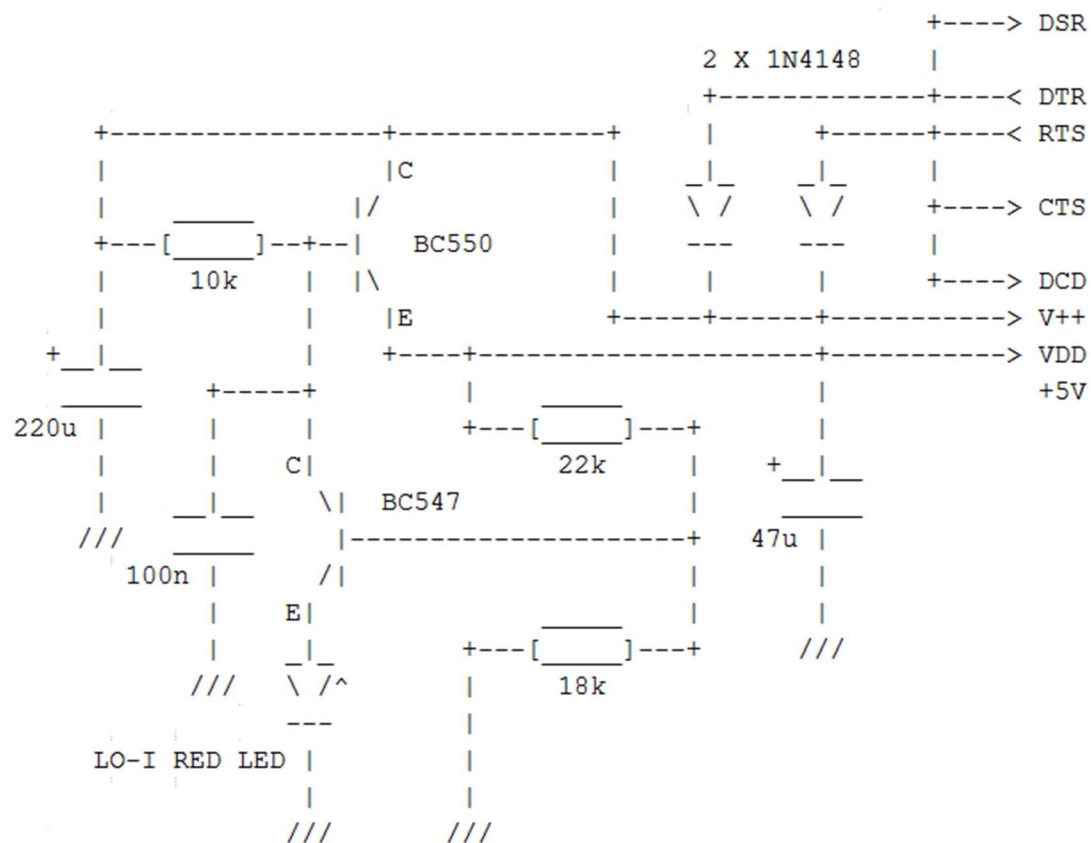 DSR
2 X 1N4148
DTR
RTS
C
CTS
BC550
10k
DCD
E
V++
+
VDD
+5V
220u
22k
C
+
BC547
47u
100n
E
18k
LO-I RED LED